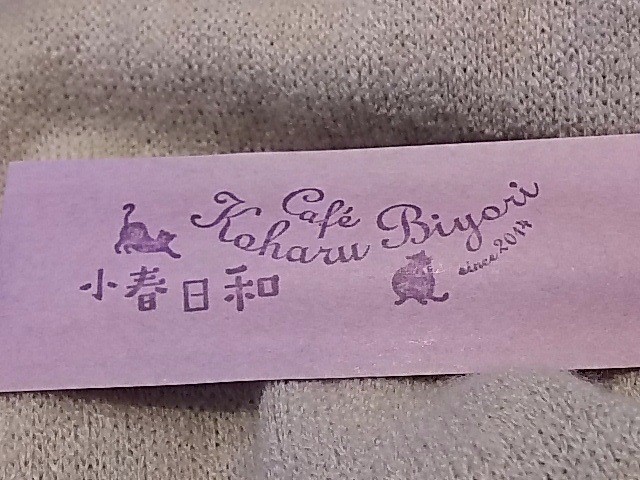 Café
Koharu Biyori
since 2014
小春日和